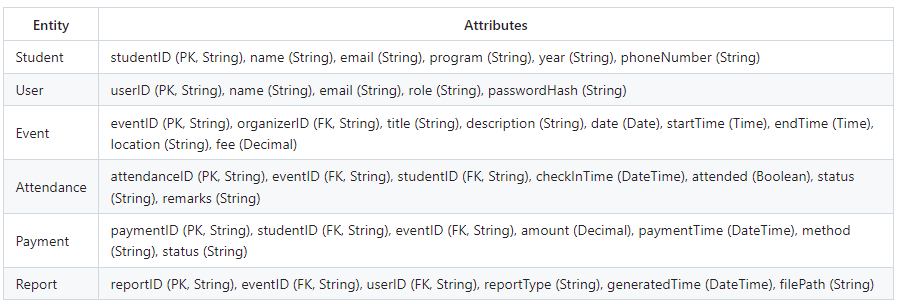 Entity Attributes
Student studentID (PK, String), name (String), email (String), program (String), year (String), phoneNumber (String)
User userID (PK, String), name (String), email (String), role (String), passwordHash (String)
Event eventID (PK, String), organizerID (FK, String), title (String), description (String), date (Date), startTime (Time), endTime (Time),
location (String), fee (Decimal)
Attendance attendanceID (PK, String), eventID (FK, String), studentID (FK, String), checkInTime (DateTime), attended (Boolean), status
(String), remarks (String)
Payment paymentID (PK, String), studentID (FK, String), eventID (FK, String), amount (Decimal), paymentTime (DateTime), method
(String), status (String)
Report reportID (PK, String), eventID (FK, String), userID (FK, String), reportType (String), generatedTime (DateTime), filePath (String)